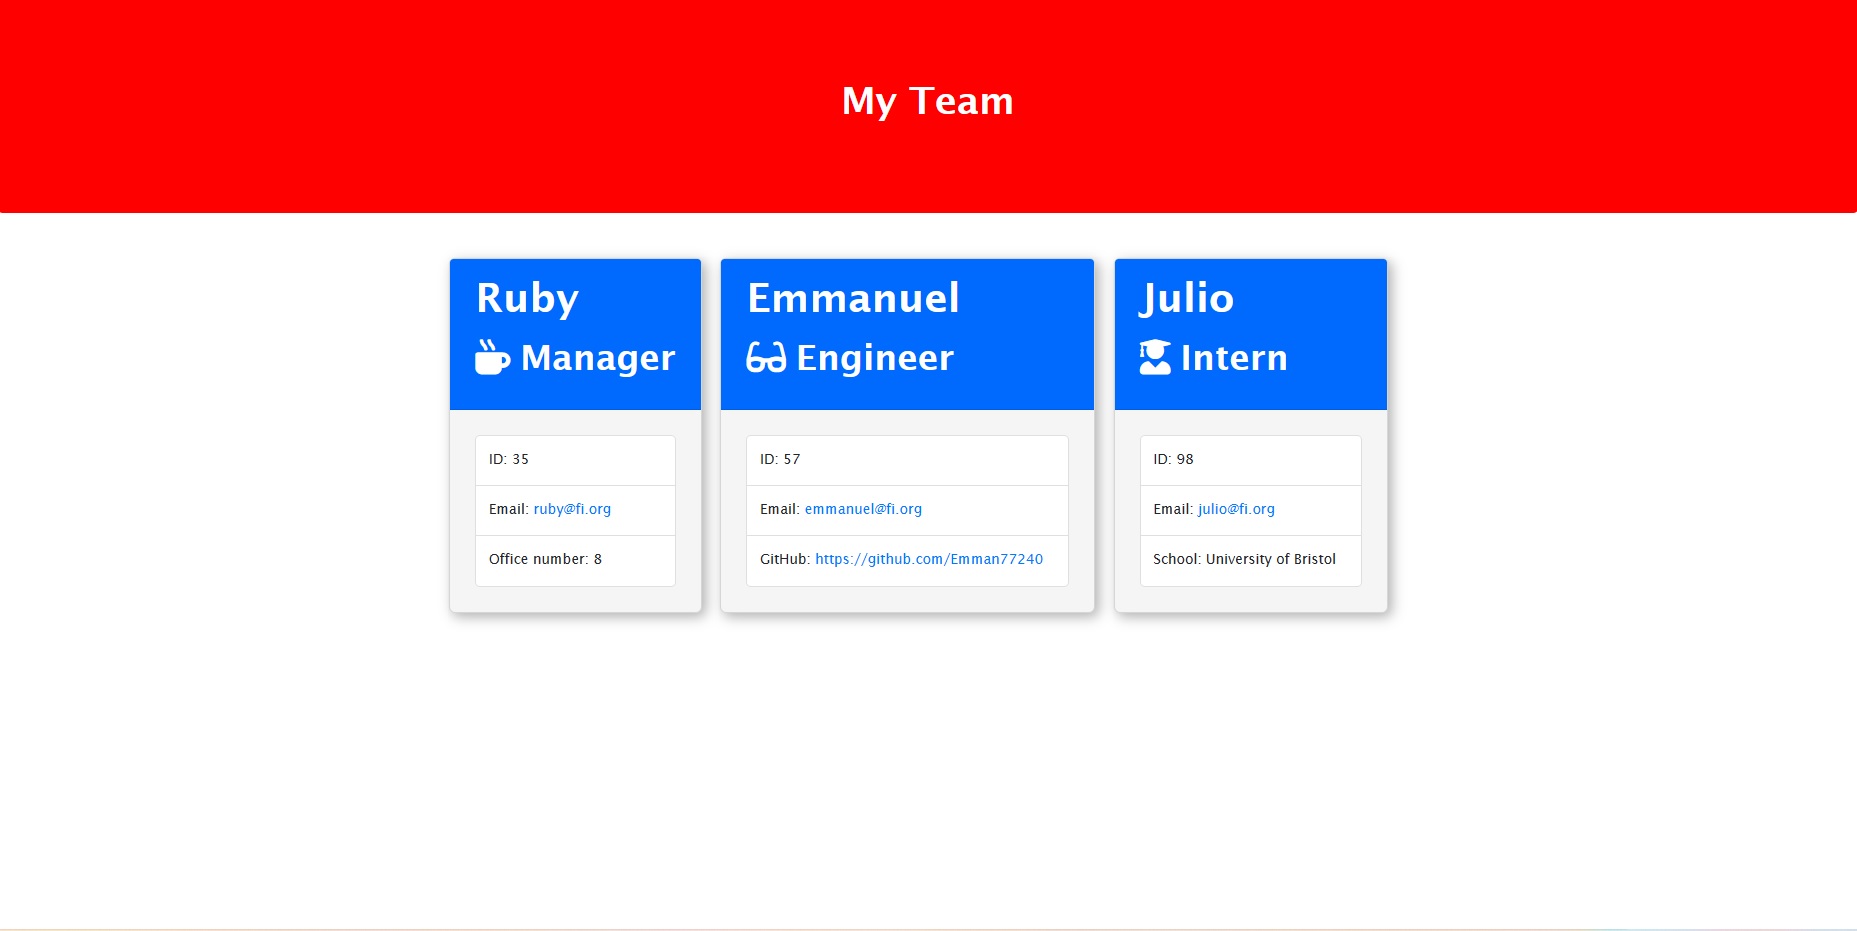 My Team
Ruby
Manager
ID: 35
Email: ruby@fi.org
Office number: 8
Emmanuel
Engineer
ID: 57
Email: emmanuel@fi.org
GitHub: https://github.com/Emman77240
Julio
Intern
ID: 98
Email: julio@fi.org
School: University of Bristol